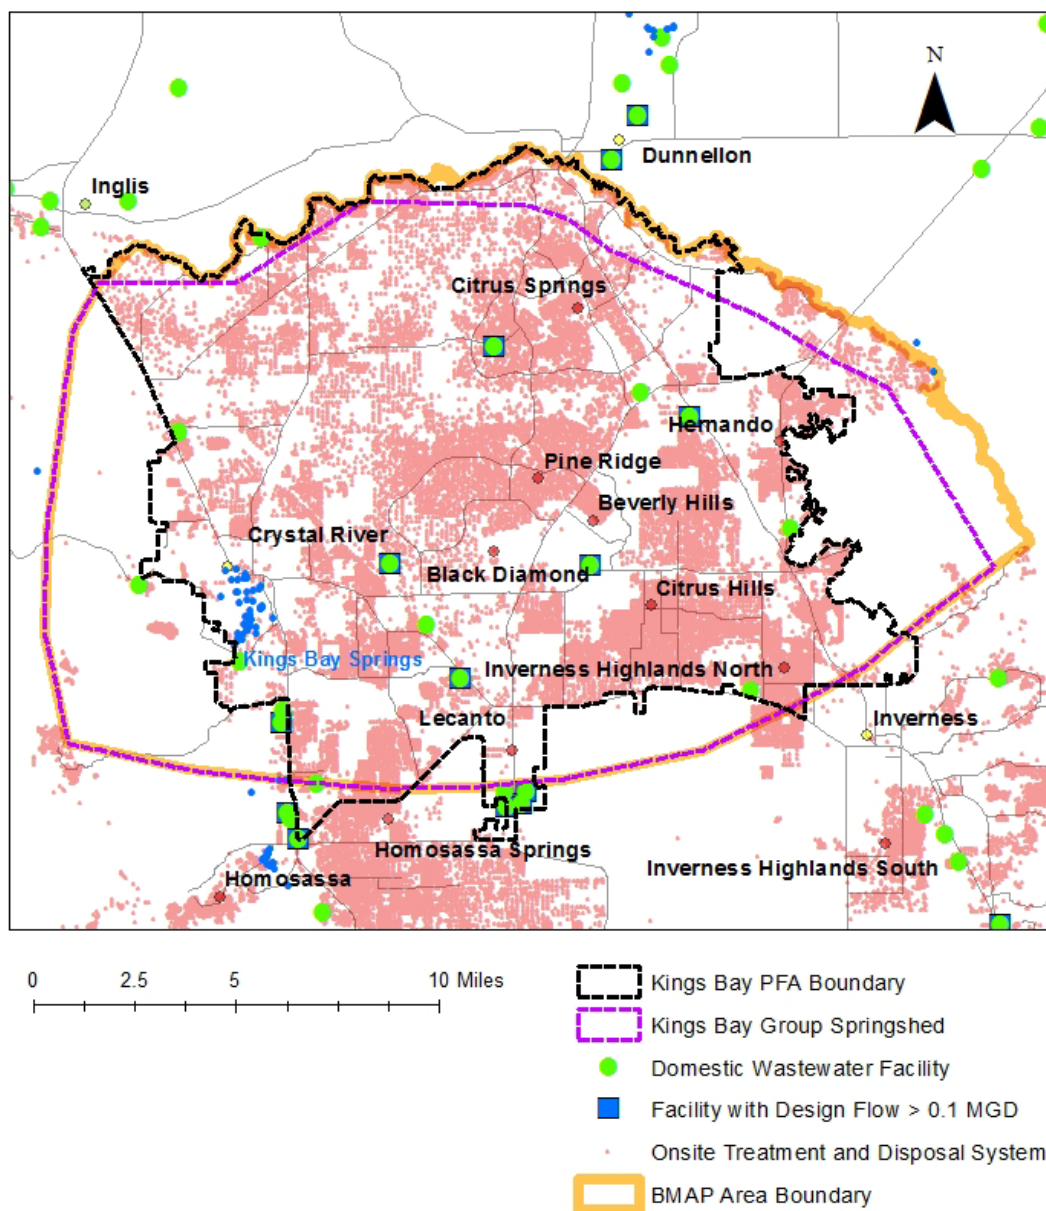 N
Dunnellon
Inglis
Citrus Springs
Hernando
Pine Ridge
Beverly Hills
Crystal River
Black Diamond
Citrus Hills
Kings Bay Springs
Inverness Highlands North
Lecanto
Inverness
Homosassa Springs
Inverness Highlands South
Homosassa
0 2.5 5 10 Miles
Kings Bay PFA Boundary
Kings Bay Group Springshed
Domestic Wastewater Facility
Facility with Design Flow > 0.1 MGD
Onsite Treatment and Disposal System
BMAP Area Boundary